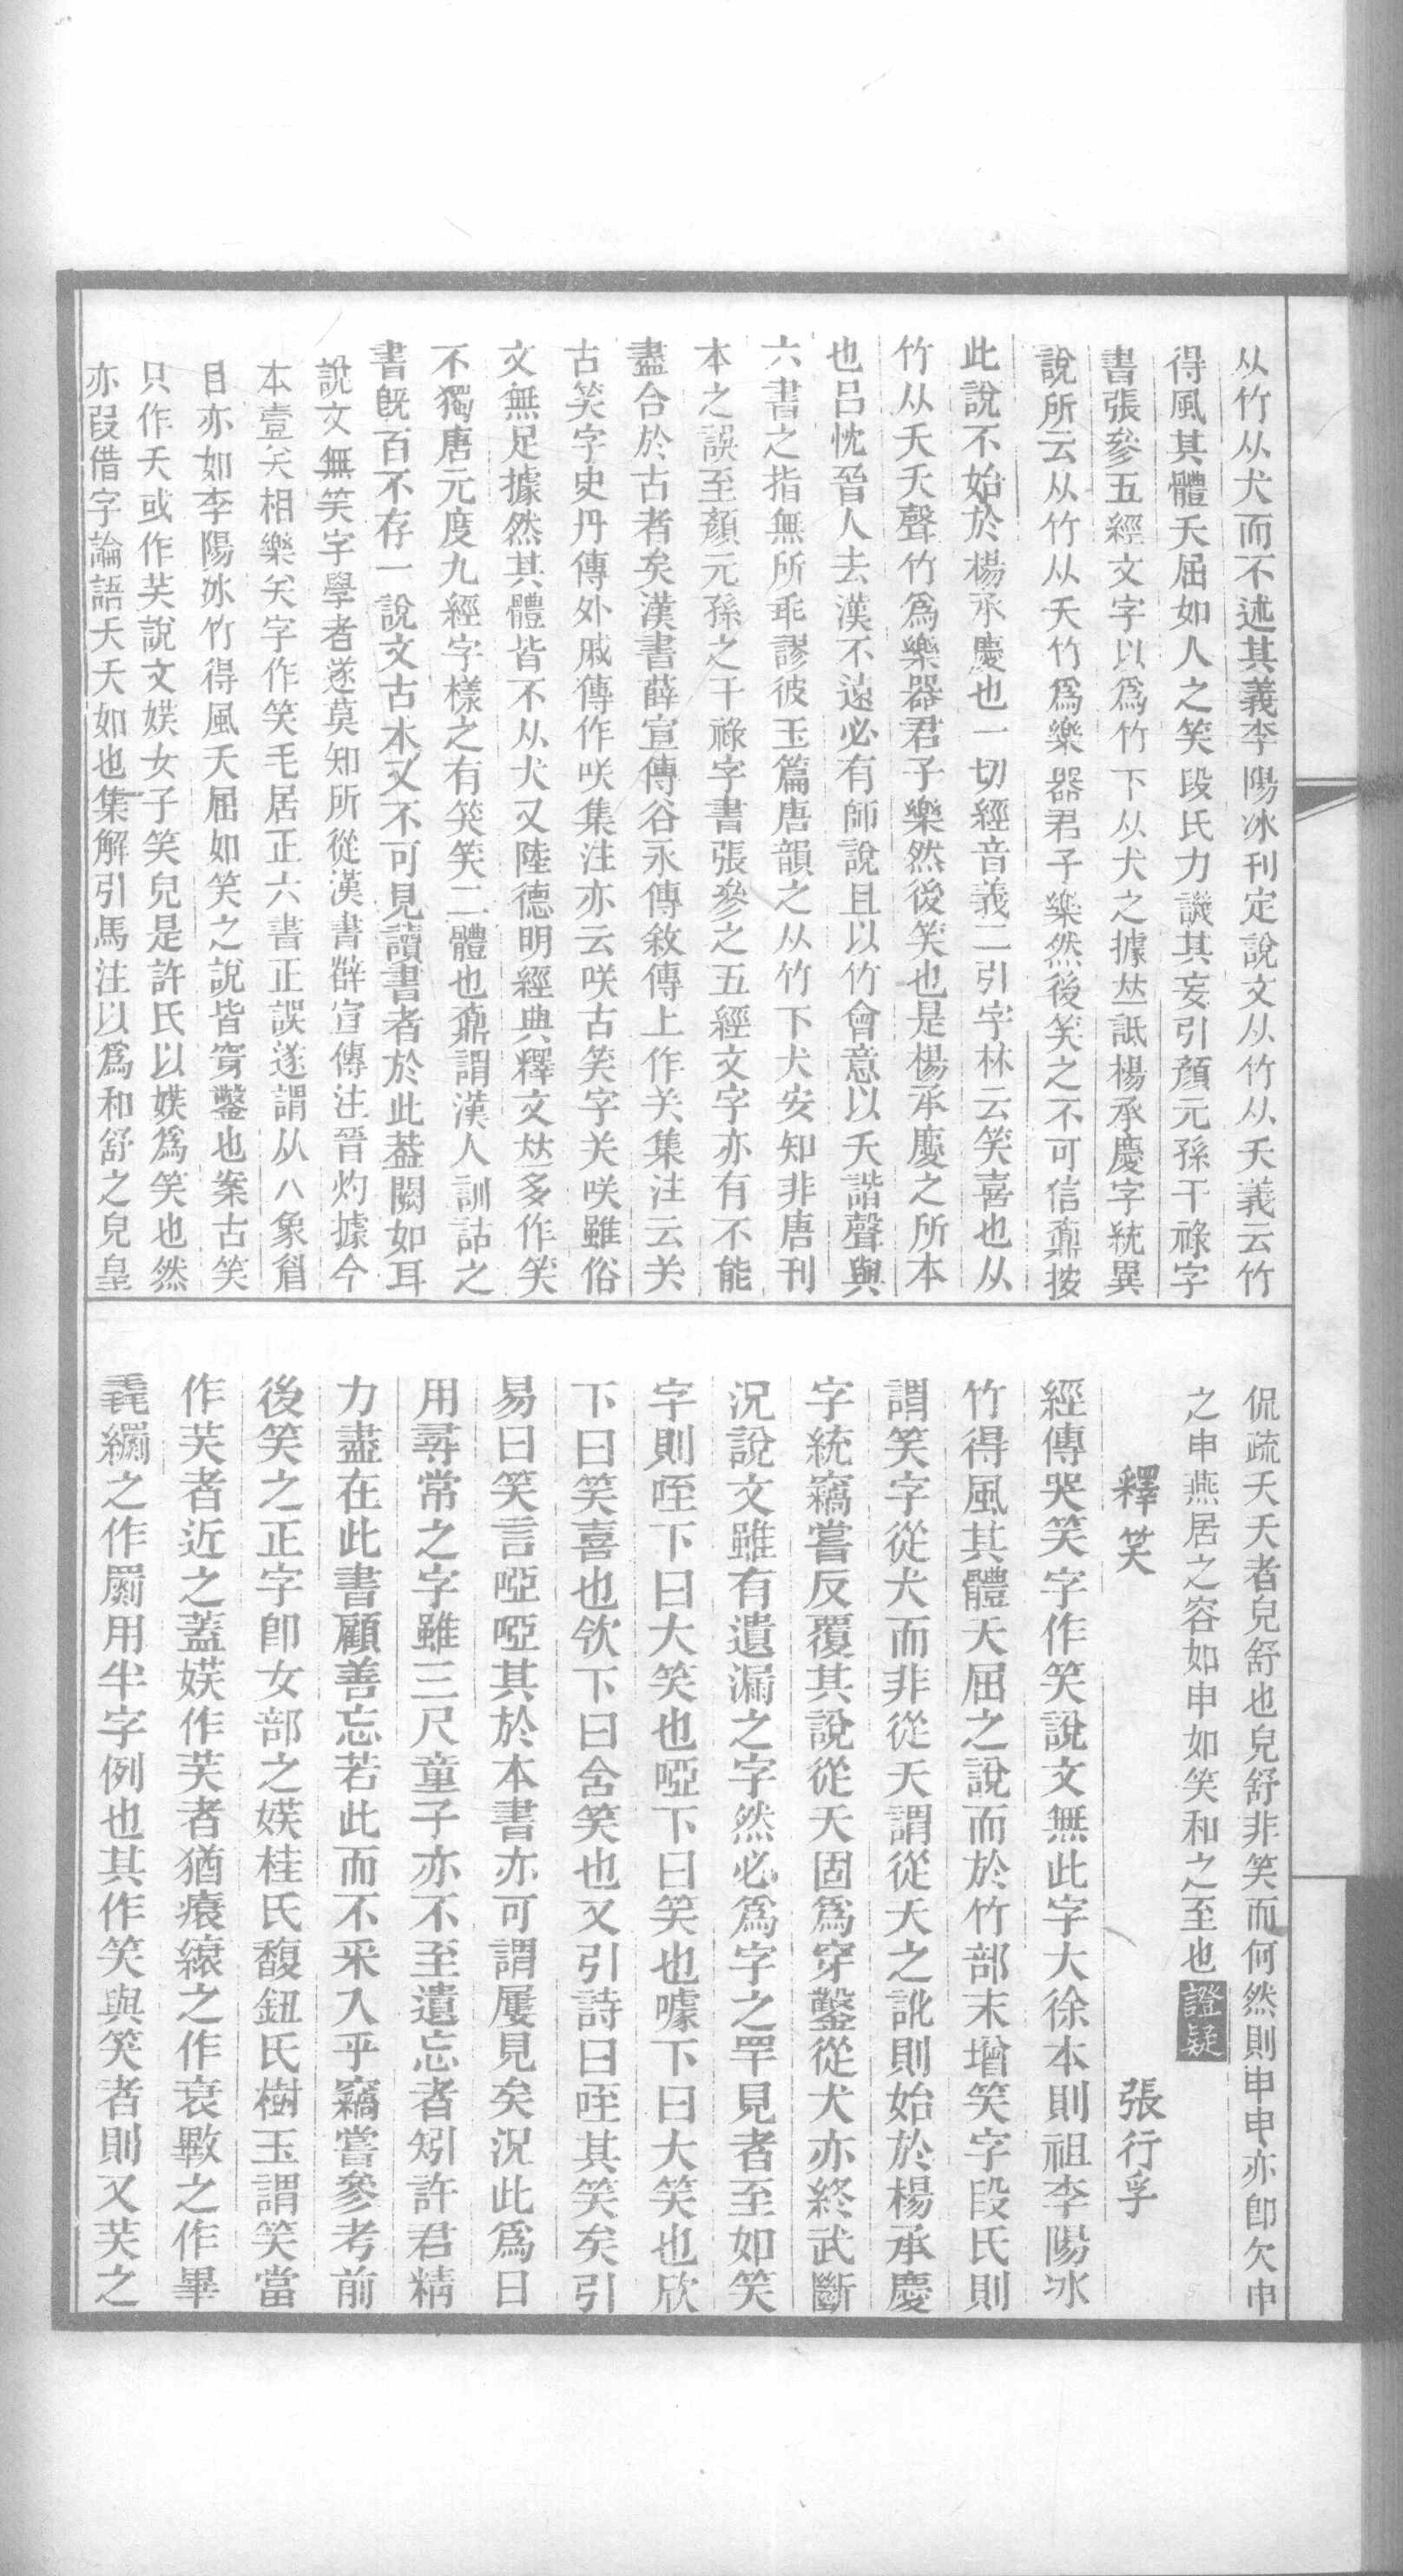 从竹从犬而不述其義李陽冰刊定說文从竹从夭義云竹
得風其體夭屈如人之笑段氏力譏其妄引顏元孫干祿字
書張參五經文字以爲竹下从犬之據𠀤詆楊承慶字統異
說所云从竹从夭竹爲樂器君子樂然後笑之不可信鼒按
此說不始於楊承慶也一切經音義二引字林云笑喜也从
竹从夭夭聲竹爲樂器君子樂然後笑也是楊承慶之所本
也呂忱晉人去漢不遠必有師說且以竹會意以夭諧聲與
六書之指無所乖謬彼玉篇唐韻之从竹下犬安知非唐刊
本之誤至顏元孫之干祿字書張參之五經文字亦有不能
盡合於古者矣漢書薛宣傳谷永傳敘傳上作关集注云关
古笑字史丹傳外戚傳作咲集注亦云咲古笑字关咲雖俗
文無足據然其體皆不从犬又陸德明經典釋文𠀤多作笑
不獨唐元度九經字樣之有笑笑二體也鼒謂漢人訓詁之
書旣百不存一說文古本又不可見讀書者於此葢闕如耳
說文無笑字學者遂莫知所從漢書薛宣傳注晉灼據今
本壹关相樂关字作笑毛居正六書正誤遂謂从八象眉
目亦如李陽冰竹得風夭屈如笑之說皆穿鑿也案古笑
只作夭或作芺說文媄女子笑皃是許氏以媄爲笑也然
亦叚借字論語夭夭如也集解引馬注以爲和舒之皃皇
侃疏夭夭者皃舒也皃舒非笑而何然則申申亦卽欠申
之申燕居之容如申如笑和之至也證疑
釋笑　張行孚
經傳哭笑字作笑說文無此字大徐本則祖李陽冰
竹得風其體夭屈之說而於竹部末增笑字段氏則
謂笑字從犬而非從夭謂從夭之訛則始於楊承慶
字統竊嘗反覆其說從夭固爲穿鑿從犬亦終武斷
況說文雖有遺漏之字然必爲字之罕見者至如笑
字則咥下曰大笑也啞下曰笑也噱下曰大笑也欣
下曰笑喜也欨下曰含笑也又引詩曰咥其笑矣引
易曰笑言啞啞其於本書亦可謂屢見矣況此爲日
用尋常之字雖三尺童子亦不至遺忘者矧許君精
力盡在此書顧善忘若此而不采入乎竊嘗參考前
後笑之正字卽女部之媄桂氏馥鈕氏樹玉謂笑當
作芺者近之蓋媄作芺者猶㾗繚之作衰斁之作睪
毳繝之作罽用半字例也其作笑與笑者則又芺之